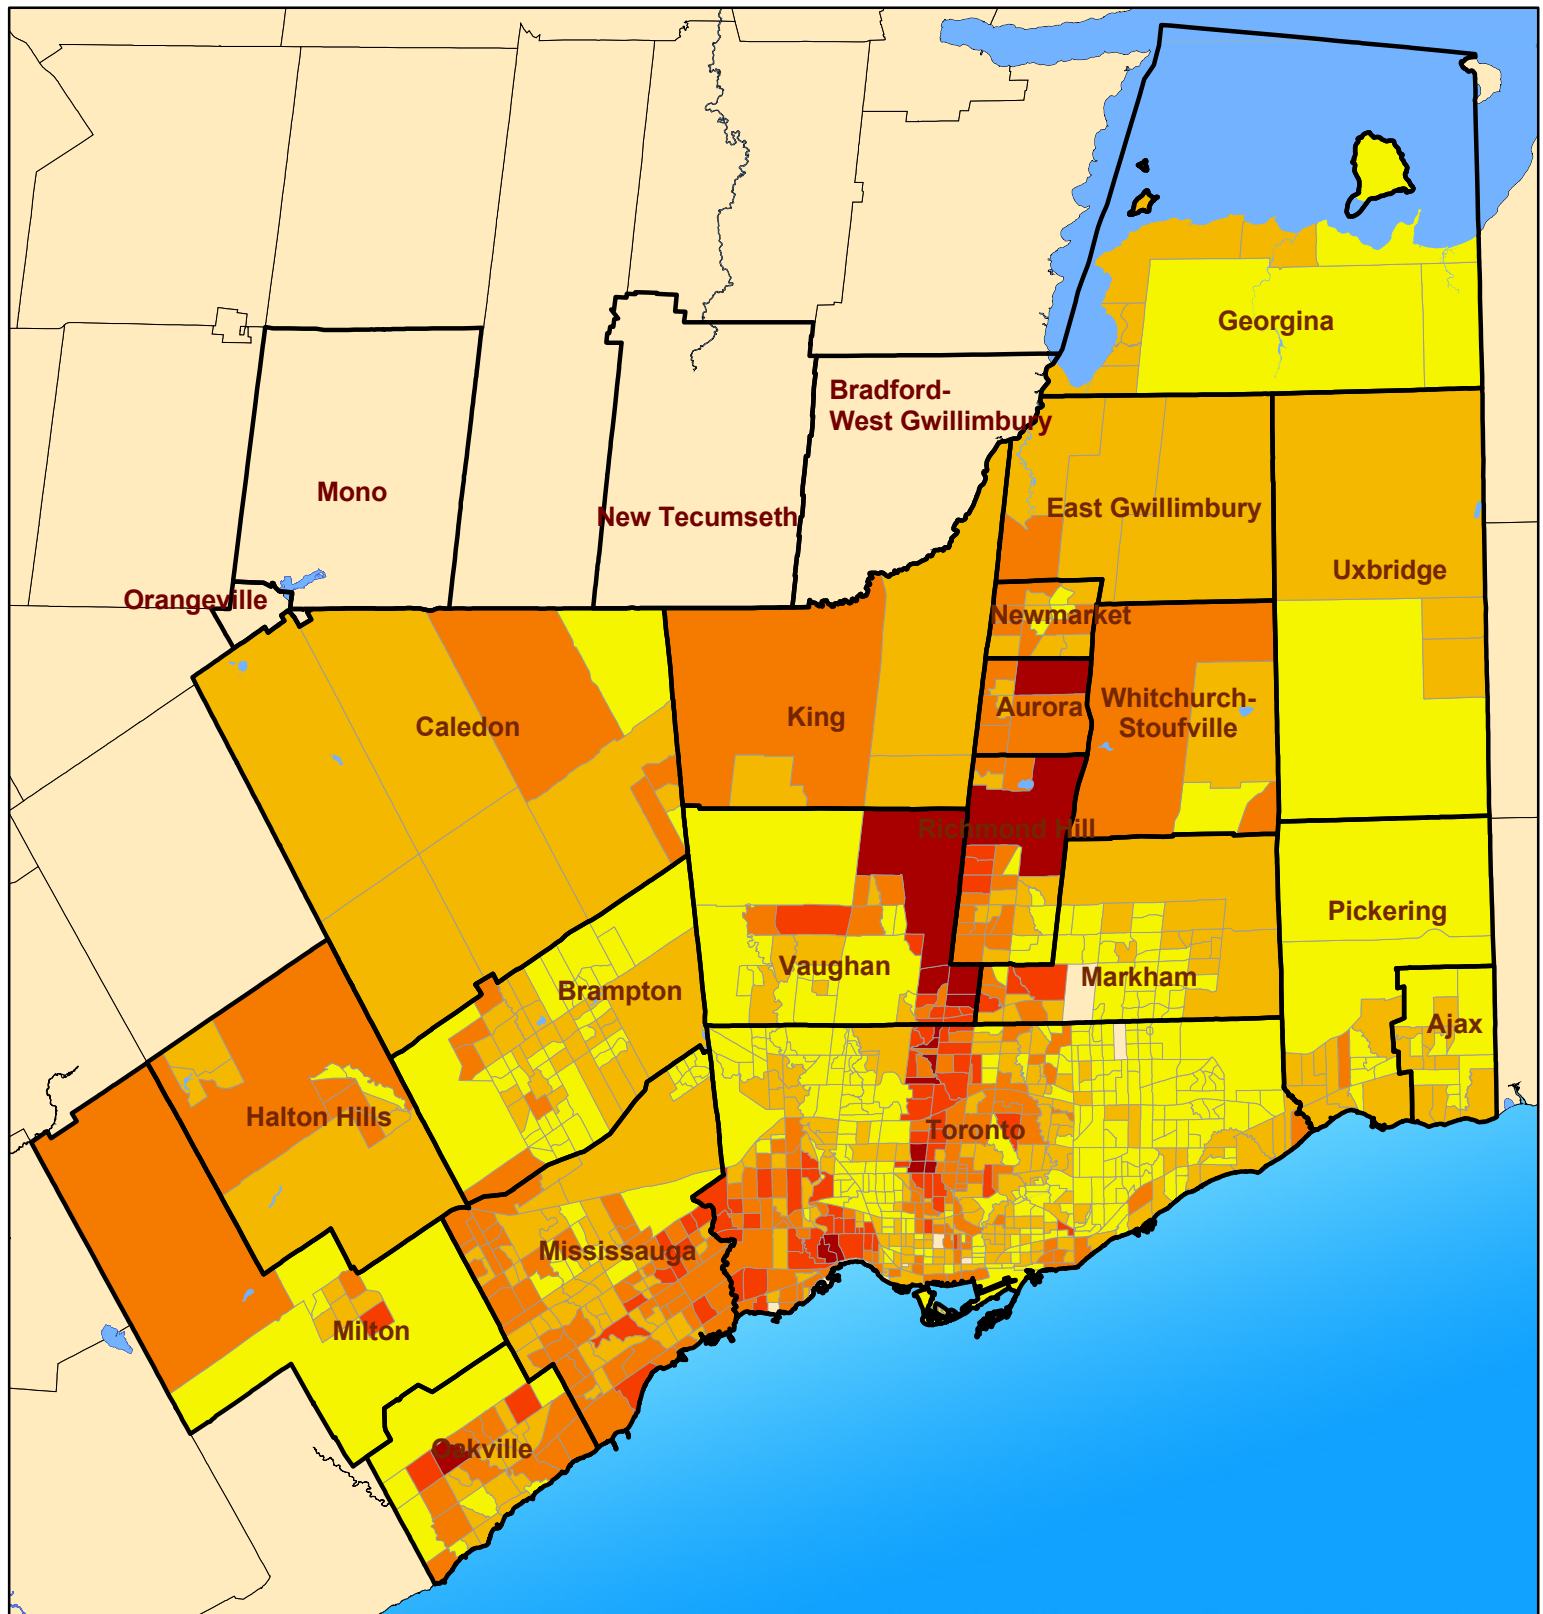 Georgina
Bradford-
West Gwillimbury
Mono
New Tecumseth
East Gwillimbury
Uxbridge
Orangeville
Newmarket
Caledon
King
Aurora
Whitchurch-
Stoufville
Richmond Hill
Pickering
Vaughan
Brampton
Markham
Ajax
Halton Hills
Toronto
Mississauga
Milton
Oakville